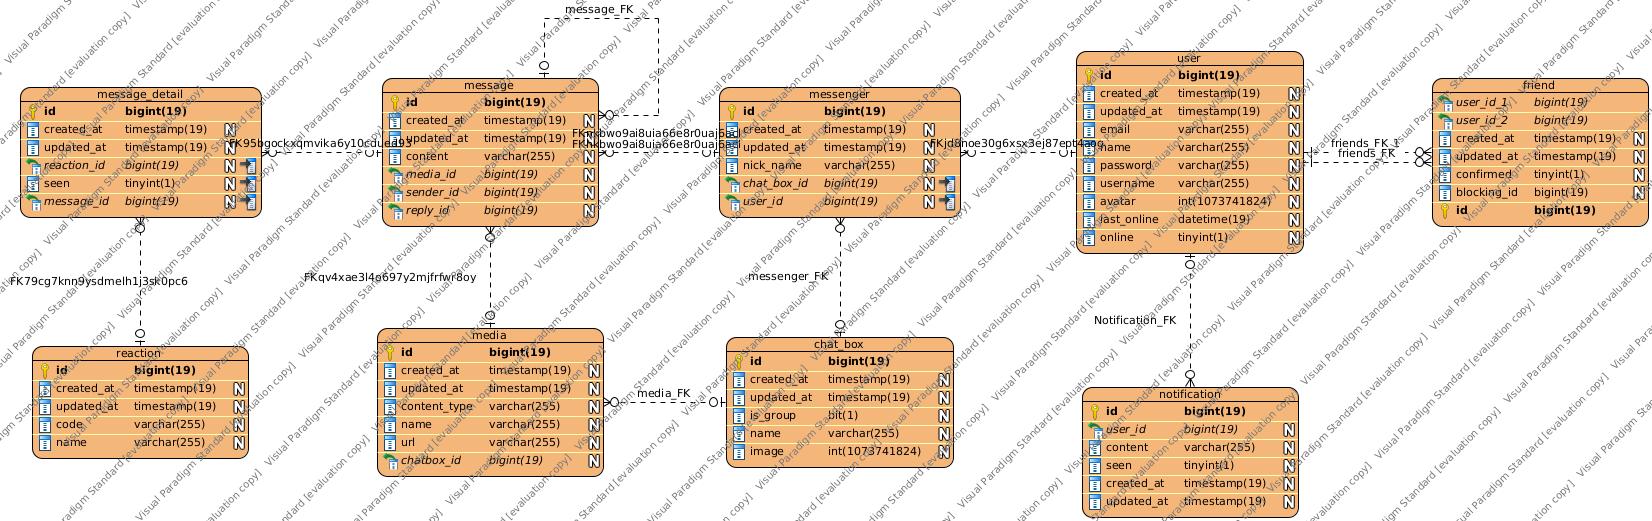 message_FK
message_detail
id bigint(19)
created_at timestamp(19) N
updated_at timestamp(19) N
reaction_id bigint(19) N
seen tinyint(1) N
message_id bigint(19) N
message
id bigint(19)
created_at timestamp(19) N
updated_at timestamp(19) N
content varchar(255) N
media_id bigint(19) N
sender_id bigint(19) N
reply_id bigint(19) N
messenger
id bigint(19)
created_at timestamp(19) N
updated_at timestamp(19) N
nick_name varchar(255) N
chat_box_id bigint(19) N
user_id bigint(19) N
user
id bigint(19)
created_at timestamp(19) N
updated_at timestamp(19) N
email varchar(255) N
name varchar(255) N
password varchar(255) N
username varchar(255) N
avatar int(1073741824) N
last_online datetime(19) N
online tinyint(1) N
friend
user_id_1 bigint(19)
user_id_2 bigint(19)
created_at timestamp(19) N
updated_at timestamp(19) N
confirmed tinyint(1) N
blocking_id bigint(19) N
id bigint(19)
friends_FK_1
friends_FK
FK79cg7knn9ysdmelh1j3sk0pc6
FKqv4xae3l4o697y2mjfrfwr8oy
messenger_FK
Notification_FK
reaction
id bigint(19)
created_at timestamp(19) N
updated_at timestamp(19) N
code varchar(255) N
name varchar(255) N
media
id bigint(19)
created_at timestamp(19) N
updated_at timestamp(19) N
content_type varchar(255) N
name varchar(255) N
url varchar(255) N
chatbox_id bigint(19) N
media_FK
chat_box
id bigint(19)
created_at timestamp(19) N
updated_at timestamp(19) N
is_group bit(1) N
name varchar(255) N
image int(1073741824) N
notification
id bigint(19)
user_id bigint(19) N
content varchar(255) N
seen tinyint(1) N
created_at timestamp(19) N
updated_at timestamp(19) N
Visual Paradigm Standard [evaluation copy]